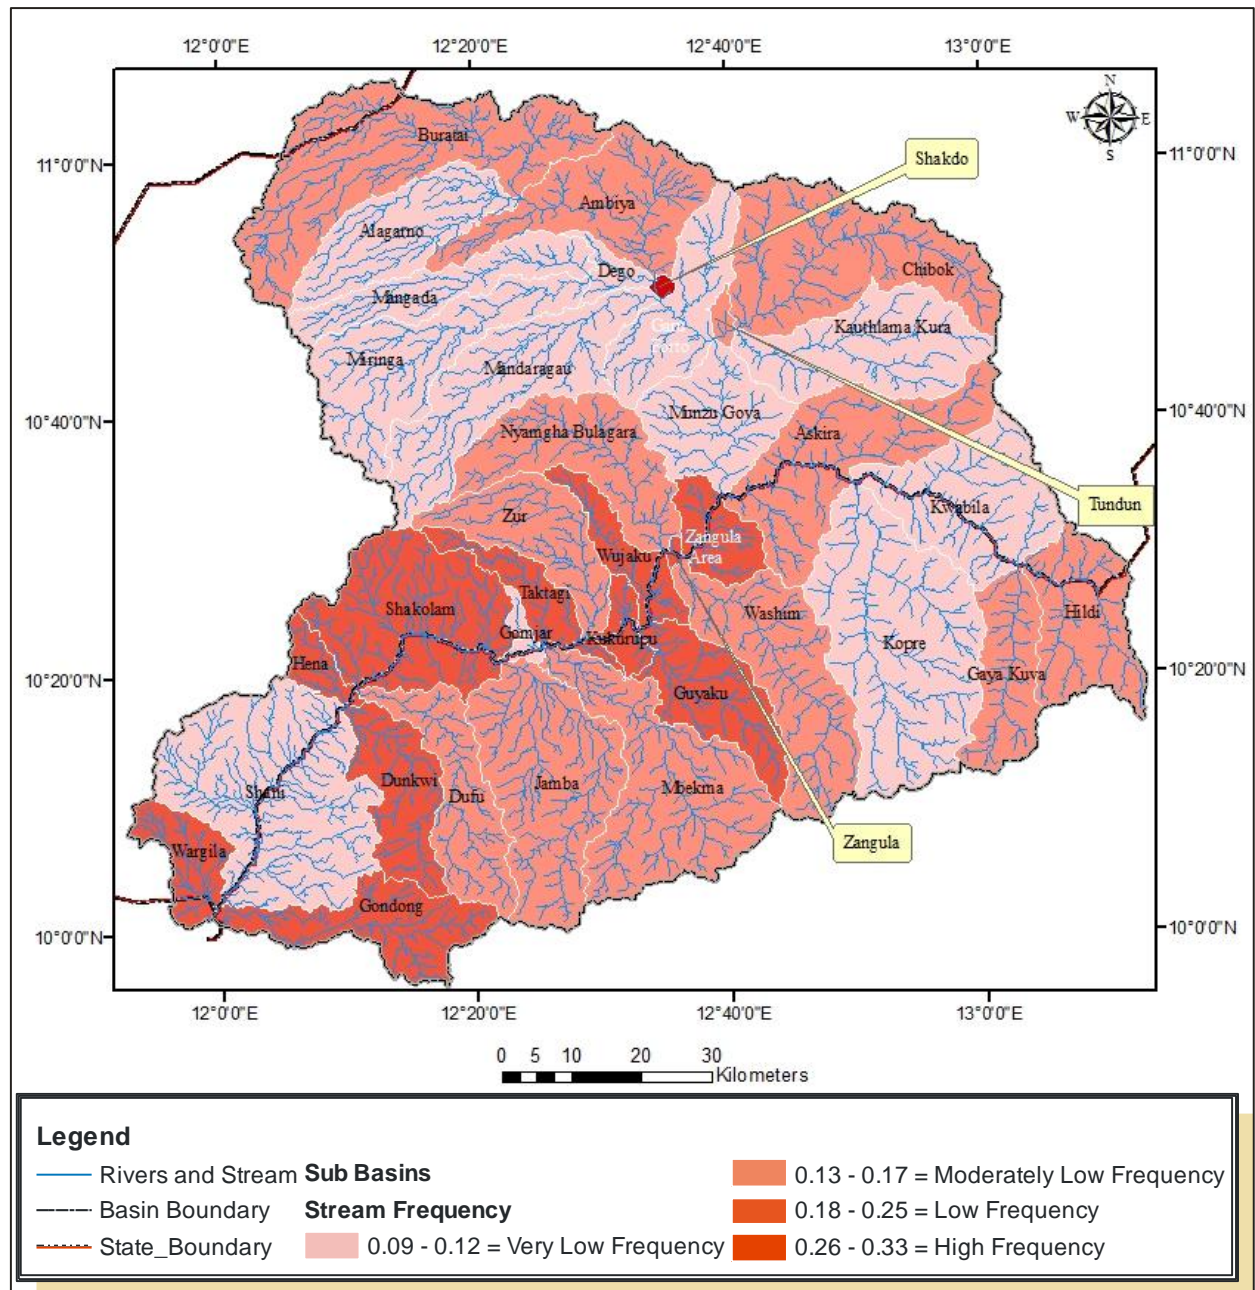 12°0'0"E 12°20'0"E 12°40'0"E 13°0'0"E
N
W E
S
11°0'0"N 11°0'0"N
Buratai
Shakdo
Ambiya
Alagarno
Dego
Chibok
Mangada
Kauthlama Kura
Miringa
Mandaragau
Munzu Goya
10°40'0"N 10°40'0"N
Nyamgha Bulagara
Askira
Zur
Kwabila
Tundun
Zangula
Area
Wujaku
Taktagi
Shakolam
Washim
Hildi
Gomjar
Kukurupu
Kopre
Hena
Gaya Kuva
10°20'0"N 10°20'0"N
Guyaku
Dunkwi
Jamba
Mbekma
Shani
Dufu
Zangula
Wargila
Gondong
10°0'0"N 10°0'0"N
12°0'0"E 12°20'0"E 12°40'0"E 13°0'0"E
0 5 10 20 30
Kilometers
Legend
Rivers and Stream
Basin Boundary
State_Boundary
Sub Basins
Stream Frequency
0.09 - 0.12 = Very Low Frequency
0.13 - 0.17 = Moderately Low Frequency
0.18 - 0.25 = Low Frequency
0.26 - 0.33 = High Frequency